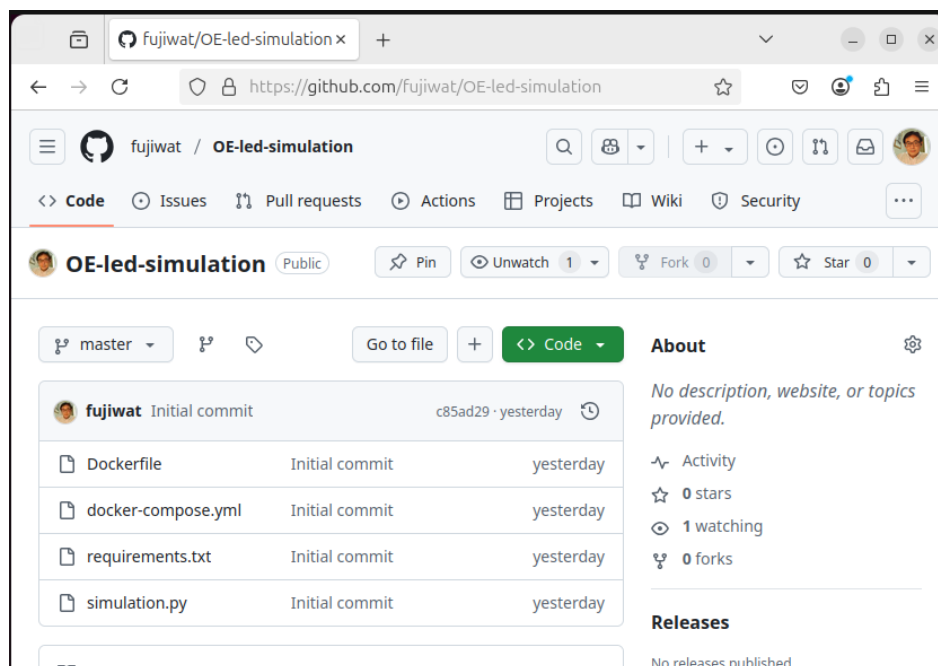 fujiwat/OE-led-simulation
https://github.com/fujiwat/OE-led-simulation
fujiwat / OE-led-simulation
Code Issues Pull requests Actions Projects Wiki Security
OE-led-simulation Public Pin Unwatch 1 Fork 0 Star 0
master Go to file Code
fujiwat Initial commit c85ad29 · yesterday
Dockerfile Initial commit yesterday
docker-compose.yml Initial commit yesterday
requirements.txt Initial commit yesterday
simulation.py Initial commit yesterday
About
No description, website, or topics
provided.
Activity
0 stars
1 watching
0 forks
Releases
No releases published